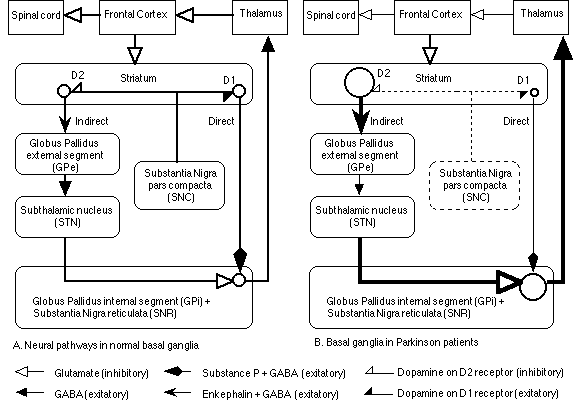 Spinal cord
Frontal Cortex
Thalamus
D2
Striatum
D1
Indirect
Direct
Globus Pallidus
external segment
(GPe)
Substantia Nigra
pars compacta
(SNC)
Subthalamic nucleus
(STN)
Globus Pallidus internal segment (GPi) +
Substantia Nigra reticulata (SNR)
A. Neural pathways in normal basal ganglia
Spinal cord
Frontal Cortex
Thalamus
D2
Striatum
D1
Indirect
Direct
Globus Pallidus
external segment
(GPe)
Substantia Nigra
pars compacta
(SNC)
Subthalamic nucleus
(STN)
Globus Pallidus internal segment (GPi) +
Substantia Nigra reticulata (SNR)
B. Basal ganglia in Parkinson patients
Glutamate (inhibitory)
Substance P + GABA (exitatory)
Dopamine on D2 receptor (inhibitory)
GABA (exitatory)
Enkephalin + GABA (exitatory)
Dopamine on D1 receptor (exitatory)